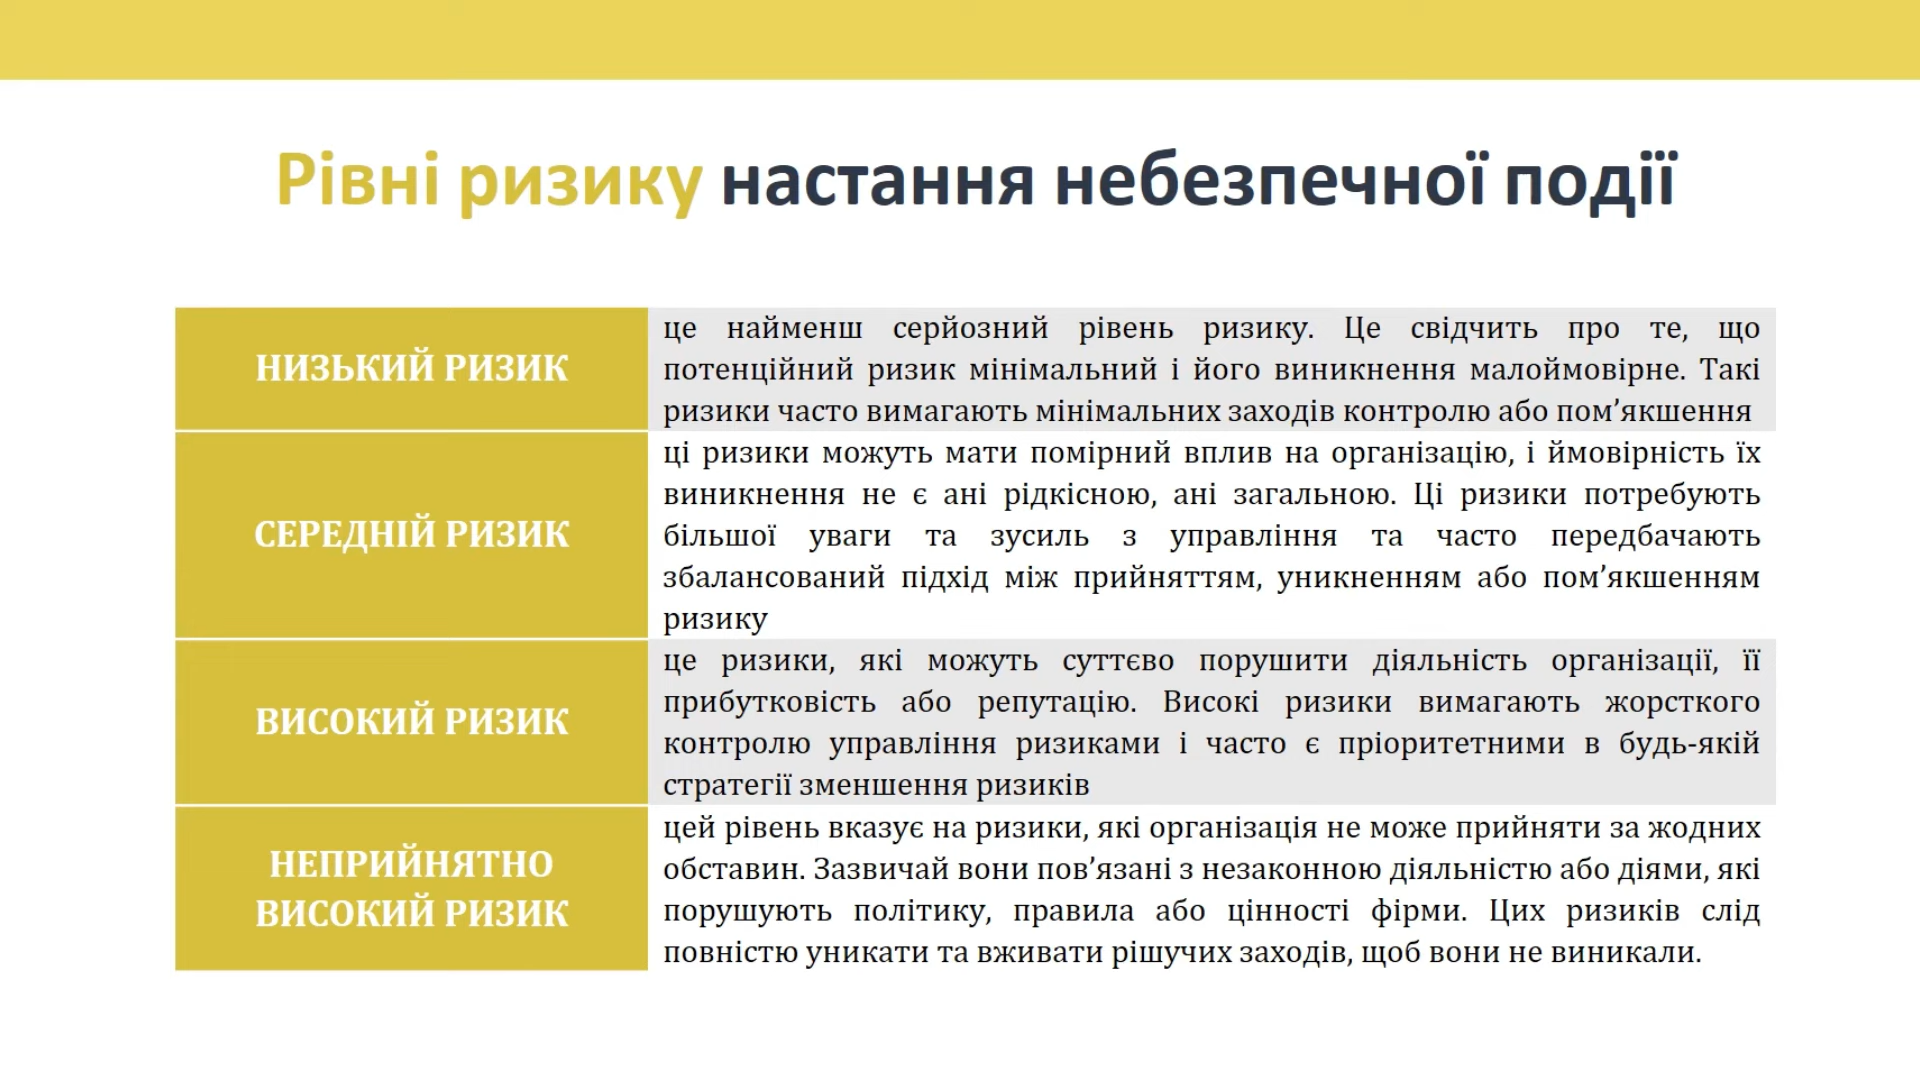 Рівні ризику настання небезпечної події
НИЗЬКИЙ РИЗИК
це найменш серйозний рівень ризику. Це свідчить про те, що
потенційний ризик мінімальний і його виникнення малоймовірне. Такі
ризики часто вимагають мінімальних заходів контролю або пом’якшення
СЕРЕДНІЙ РИЗИК
ці ризики можуть мати помірний вплив на організацію, і ймовірність їх
виникнення не є ані рідкісною, ані загальною. Ці ризики потребують
більшої уваги та зусиль з управління та часто передбачають
збалансований підхід між прийняттям, уникненням або пом’якшенням
ризику
ВИСОКИЙ РИЗИК
це ризики, які можуть суттєво порушити діяльність організації, її
прибутковість або репутацію. Високі ризики вимагають жорсткого
контролю управління ризиками і часто є пріоритетними в будь-якій
стратегії зменшення ризиків
НЕПРИЙНЯТНО
ВИСОКИЙ РИЗИК
цей рівень вказує на ризики, які організація не може прийняти за жодних
обставин. Зазвичай вони пов’язані з незаконною діяльністю або діями, які
порушують політику, правила або цінності фірми. Цих ризиків слід
повністю уникати та вживати рішучих заходів, щоб вони не виникали.